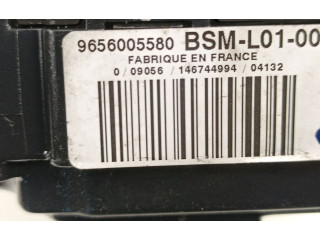 9656005580 BSM-L01-00
FABRIQUE EN FRANCE
0 / 09056 / 146744994 / 04132